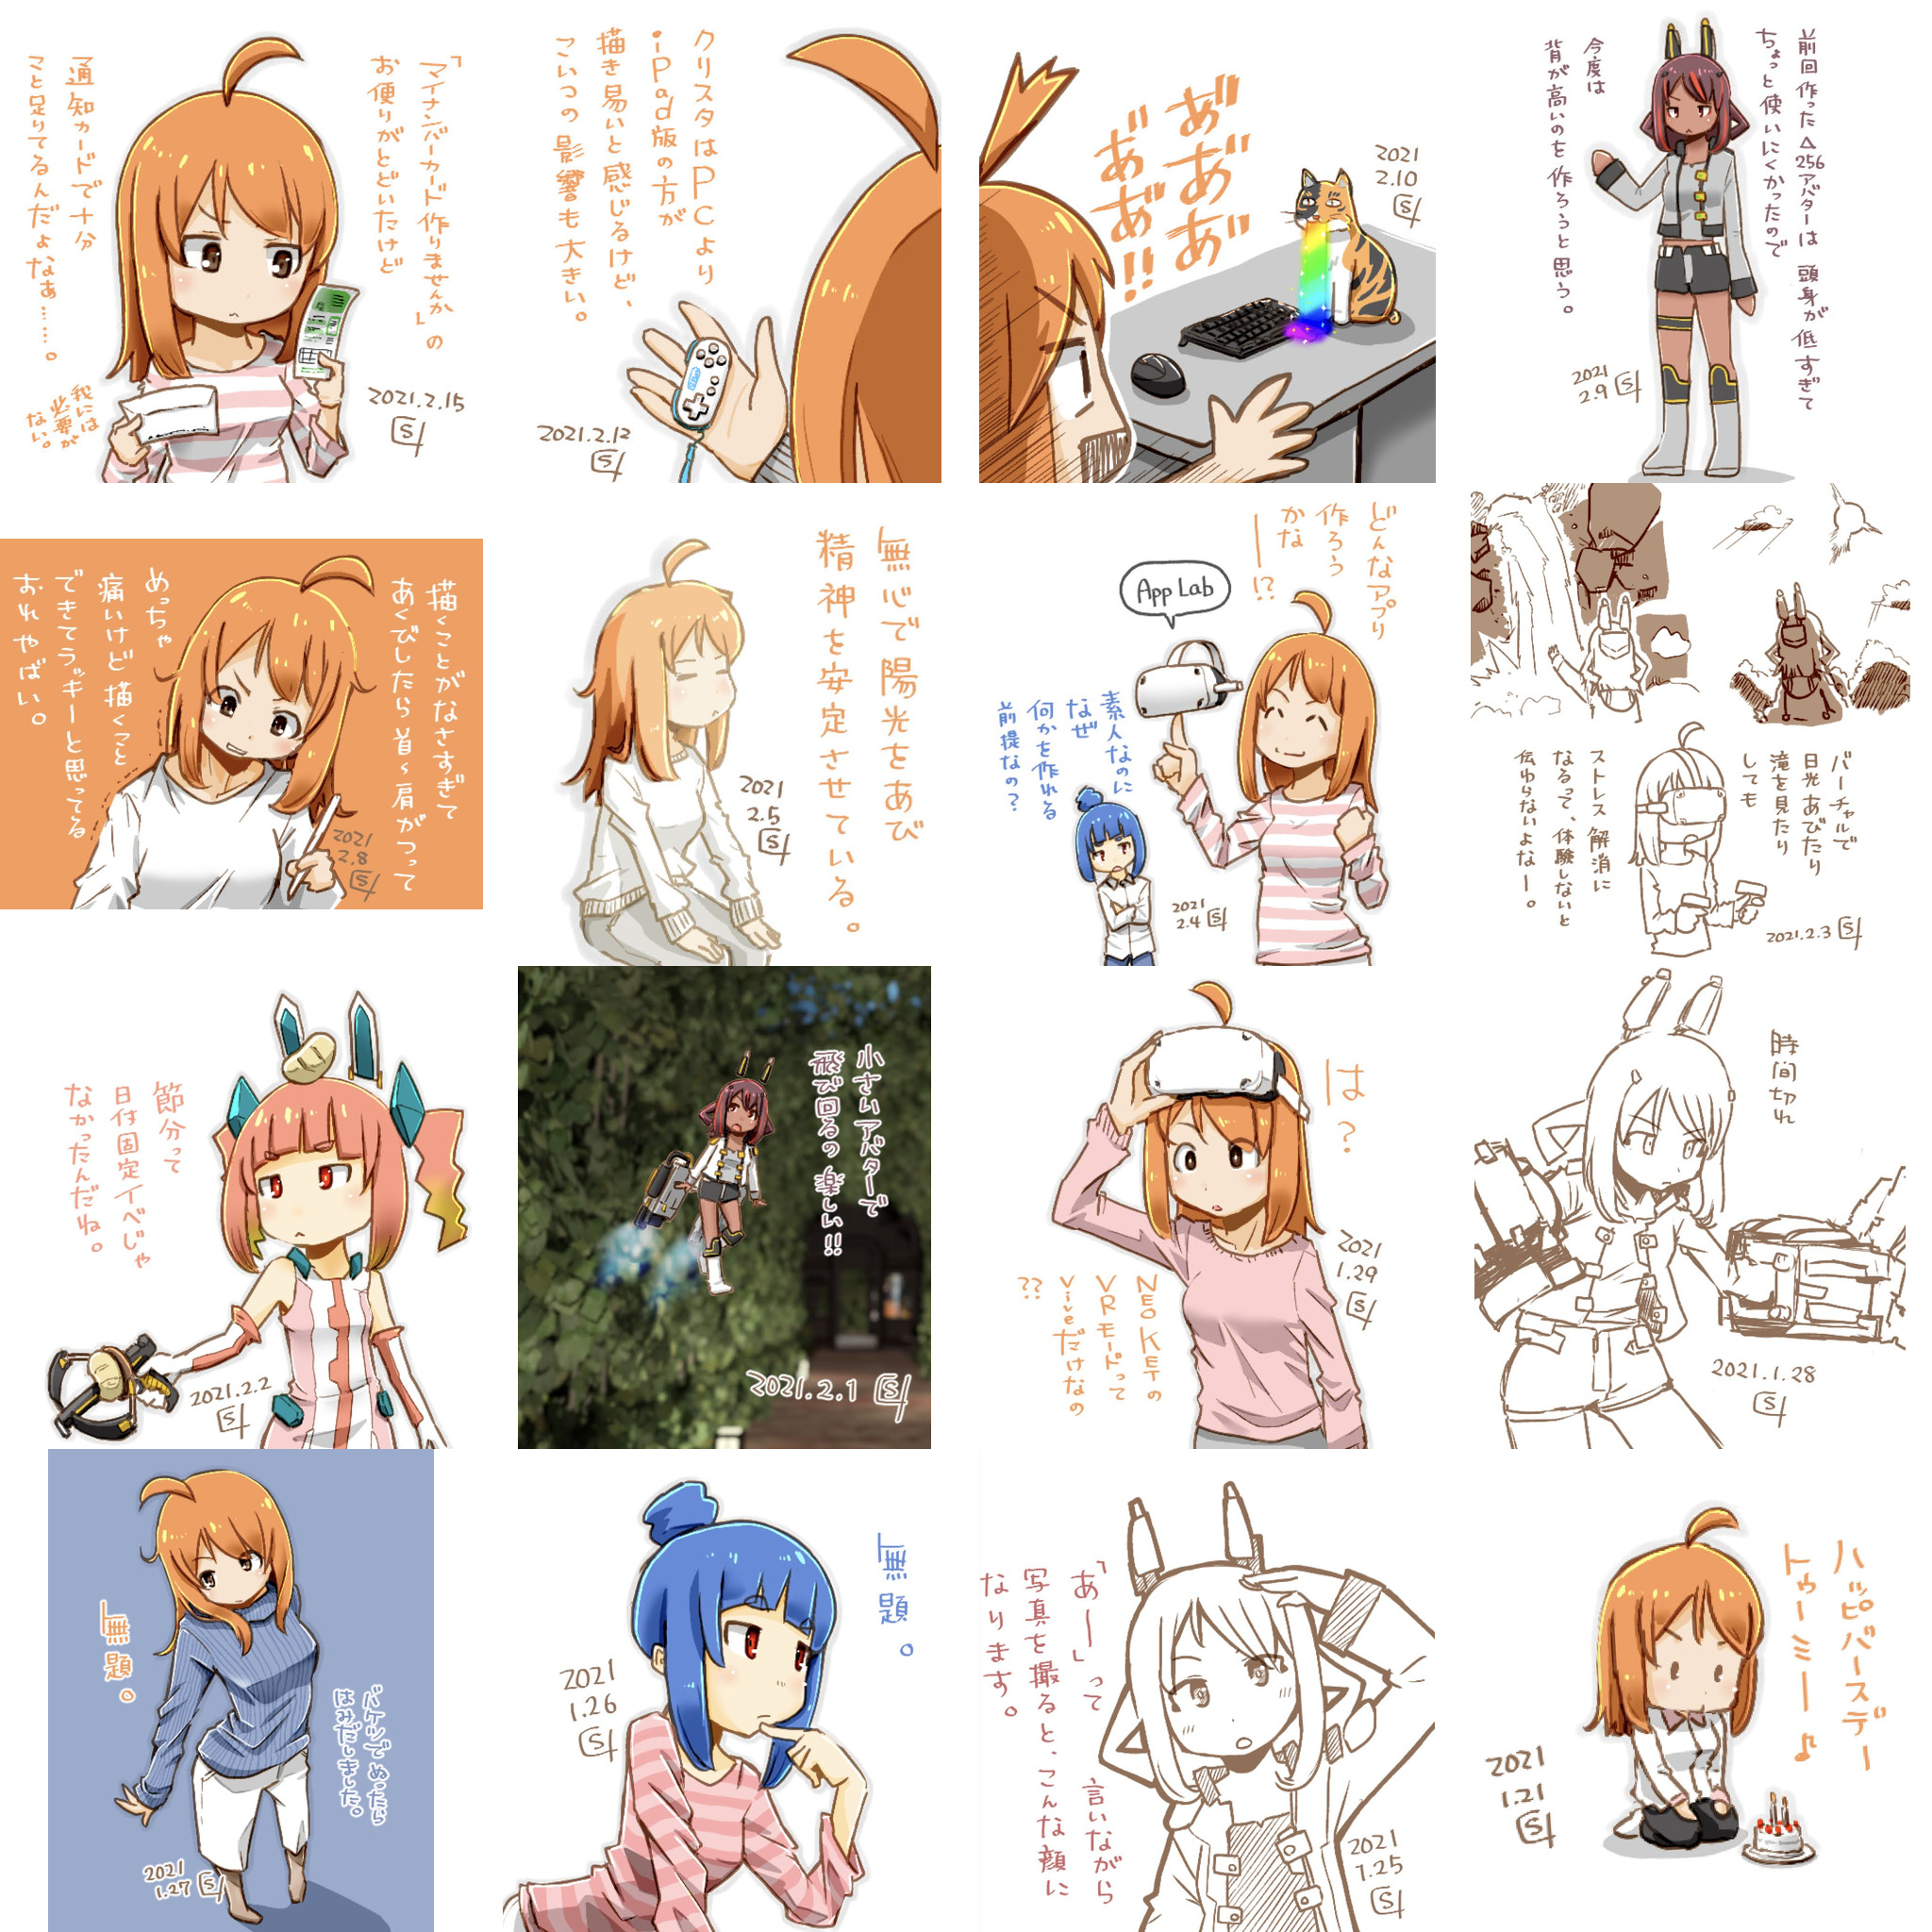 「マイナンバーカード作りませんか」の
お便りがとどいたけど
通知カードで十分
こと足りてるんだよなぁ……。
我には
必要が
ない。
2021.2.15
クリスタはPCより
iPad版の方が
描き易いと感じるけど、
こいつの影響も大きい。
2021.2.12
あ゛あ゛あ゛
あ゛あ゛!!
2021
2.10
前回作った△256アバターは 頭身が低すぎて
ちょっと使いにくかったので
今度は
背が高いのを作ろうと思う。
2021
2.9
描くことがなさすぎて
あくびしたら首〜肩がつって
めっちゃ
痛いけど描くこと
できてラッキーと思ってる
おれやばい。
2021
2.8
無心で陽光をあび
精神を安定させている。
2021
2.5
どんなアプリ
作ろう
かな
ーー!?
App Lab
素人なのに
なぜ
何かを作れる
前提なの?
2021
2.4
バーチャルで
日光あびたり
滝を見たり
しても
ストレス解消に
なるって、体験しないと
伝わらないよなー。
2021.2.3
節分って
日付固定イベじゃ
なかったんだね。
2021.2.2
小さいアバターで
飛び回るの楽しい!!
2021.2.1
は?
2021
1.29
NEOKETの
VRモードって
Viveだけなの
??
時間切れ
2021.1.28
無題。
バケツでぬったら
はみだしました。
2021
1.27
無題。
2021
1.26
「あー」って 言いながら
写真を撮ると、こんな顔に
なります。
2021
1.25
ハッピバースデー
トゥーミー♪
2021
1.21